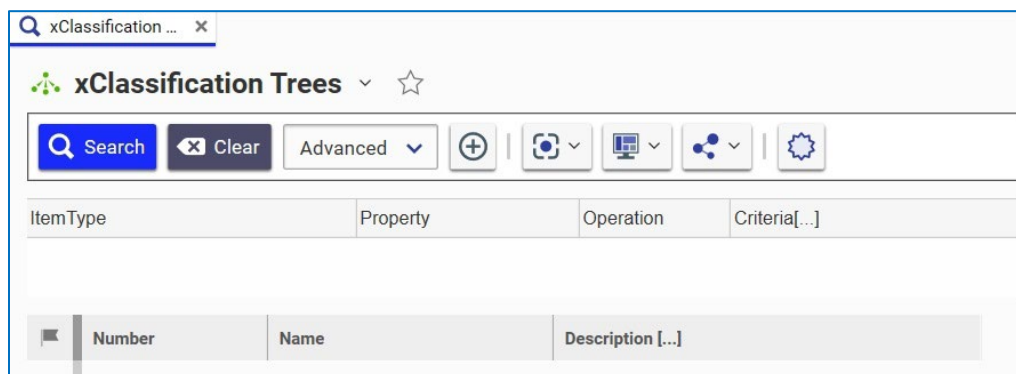 xClassification ...
xClassification Trees
Search Clear Advanced
ItemType Property Operation Criteria[...]
Number Name Description [...]